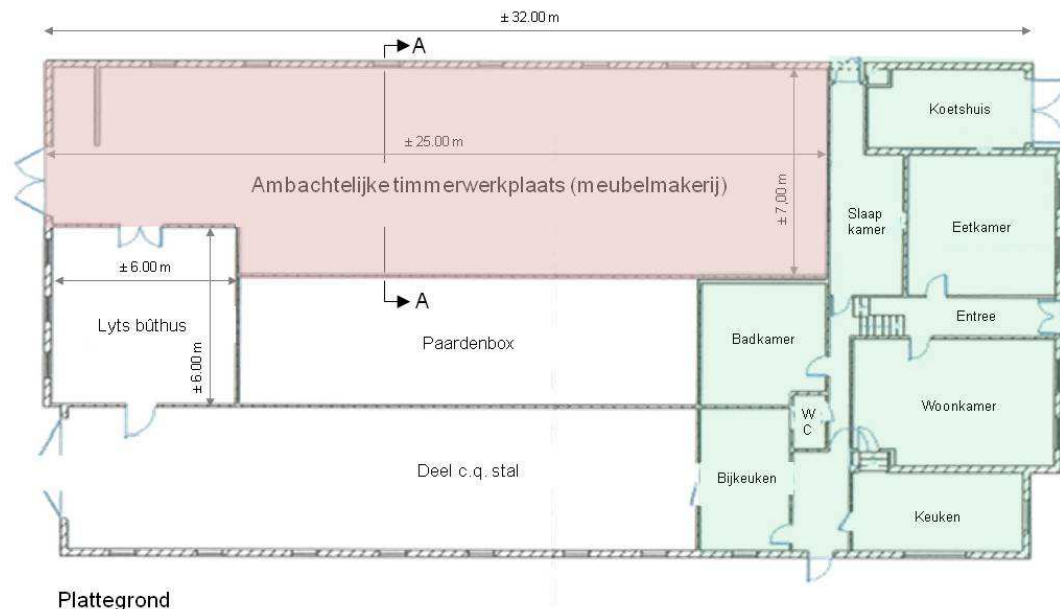 ± 32.00 m
A
Koetshuis
± 25.00 m
Ambachtelijke timmerwerkplaats (meubelmakerij)
± 7,00 m
Slaap
kamer
Eetkamer
± 6.00 m
A
Lyts bûthus
± 6.00 m
Paardenbox
Badkamer
Entree
W
C
Woonkamer
Deel c.q. stal
Bijkeuken
Keuken
Plattegrond